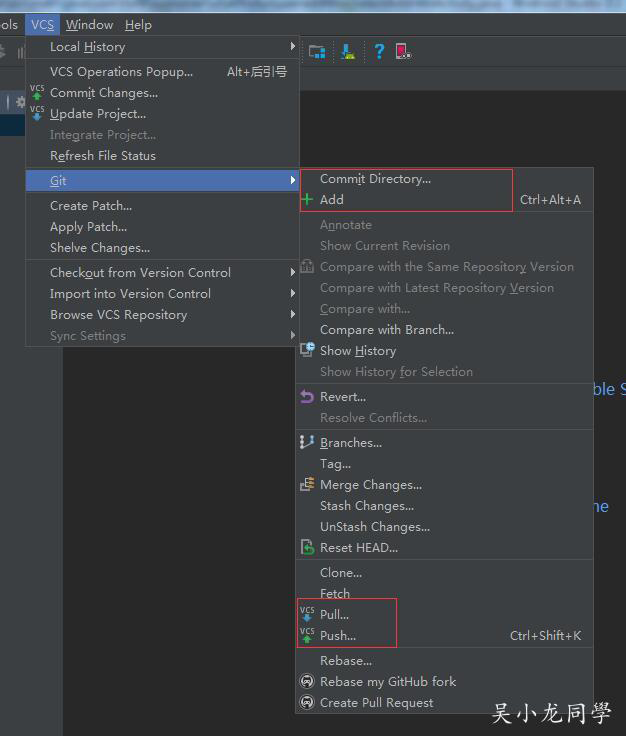 ols VCS Window Help
Local History
VCS Operations Popup... Alt+后引号
VCS Commit Changes...
VCS Update Project...
Integrate Project...
Refresh File Status
Git
Create Patch...
Apply Patch...
Shelve Changes...
Checkout from Version Control
Import into Version Control
Browse VCS Repository
Sync Settings
Commit Directory...
Add Ctrl+Alt+A
Annotate
Show Current Revision
Compare with the Same Repository Version
Compare with Latest Repository Version
Compare with...
Compare with Branch...
Show History
Show History for Selection
Revert...
Resolve Conflicts...
Branches...
Tag...
Merge Changes...
Stash Changes...
UnStash Changes...
Reset HEAD...
Clone...
Fetch
VCS Pull...
VCS Push... Ctrl+Shift+K
Rebase...
Rebase my GitHub fork
Create Pull Request
ble S
ne
吴小龙同學